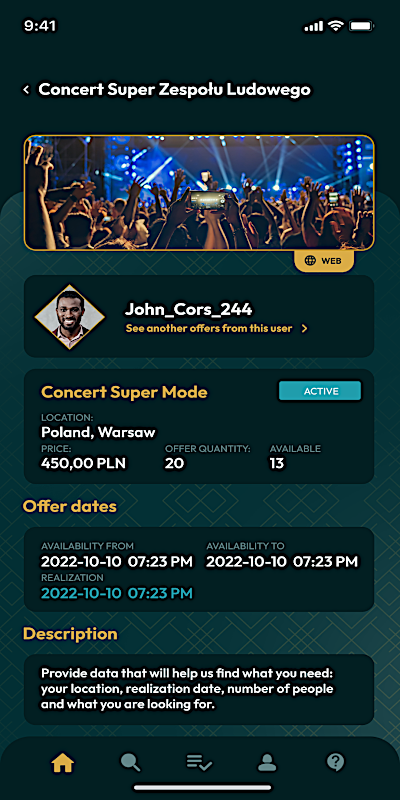 9:41
Concert Super Zespołu Ludowego
WEB
John_Cors_244
See another offers from this user
Concert Super Mode
ACTIVE
LOCATION:
Poland, Warsaw
PRICE: OFFER QUANTITY: AVAILABLE
450,00 PLN 20 13
Offer dates
AVAILABILITY FROM AVAILABILITY TO
2022-10-10 07:23 PM 2022-10-10 07:23 PM
REALIZATION
2022-10-10 07:23 PM
Description
Provide data that will help us find what you need:
your location, realization date, number of people
and what you are looking for.